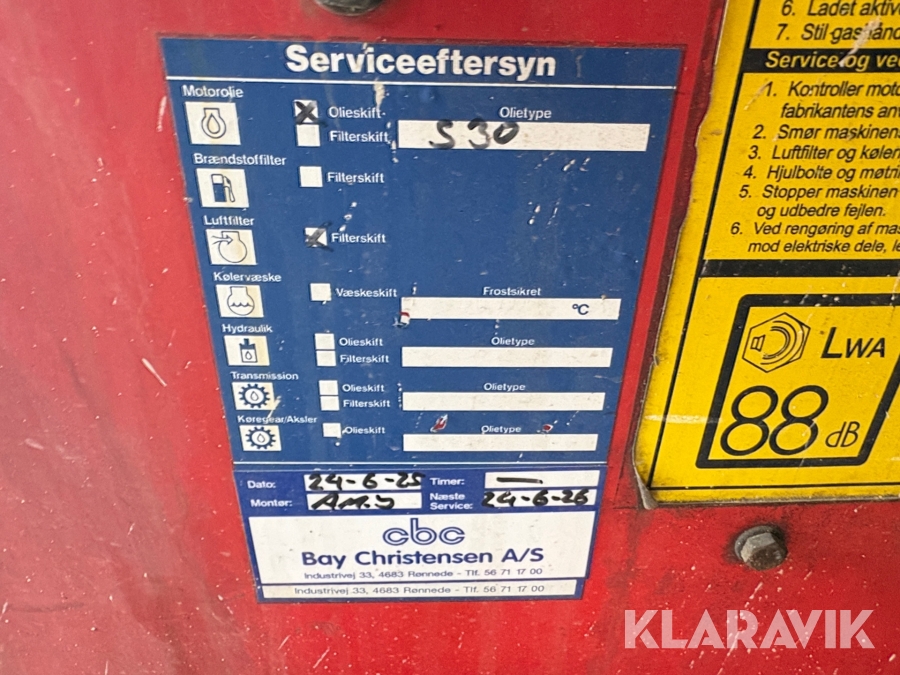 Serviceeftersyn
Motorolie
Olieskift Olietype
Filterskift S 30
Brændstoffilter
Filterskift
Luftfilter
Filterskift
Kølervæske
Væskeskift Frostsikret
°C
Hydraulik
Olieskift Olietype
Filterskift
Transmission
Olieskift Olietype
Filterskift
Køregear/Aksler
Olieskift Olietype
Dato: 24-6-25 Timer: —
Montør: Næste Service: 24-6-26
cbc
Bay Christensen A/S
Industrivej 33, 4683 Rønnede - Tlf. 56 71 17 00
Industrivej 33, 4683 Rønnede - Tlf. 56 71 17 00
6. Ladet aktiv
7. Stil gashånd
Service og ve
1. Kontroller moto
fabrikantens an
2. Smør maskinen
3. Luftfilter og køler
4. Hjulbolte og møtri
5. Stopper maskinen
og udbedre fejlen.
6. Ved rengøring af mas
mod elektriske dele, le
LWA
88 dB
KLARAVIK